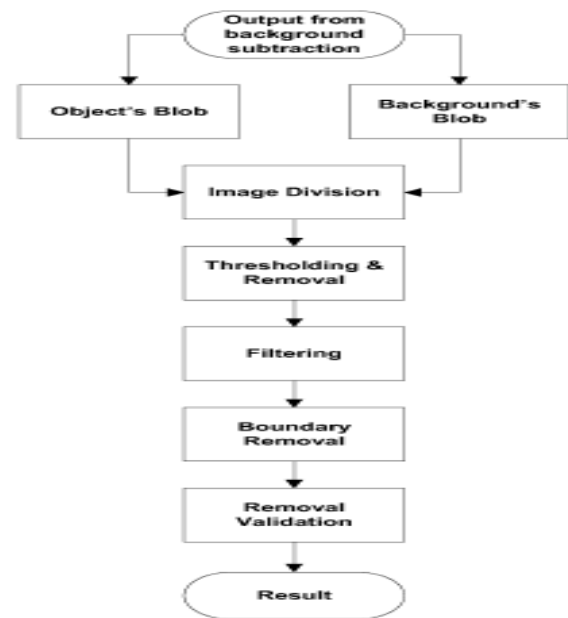 Output from
background
subtraction
Object's Blob
Background's
Blob
Image Division
Thresholding &
Removal
Filtering
Boundary
Removal
Removal
Validation
Result